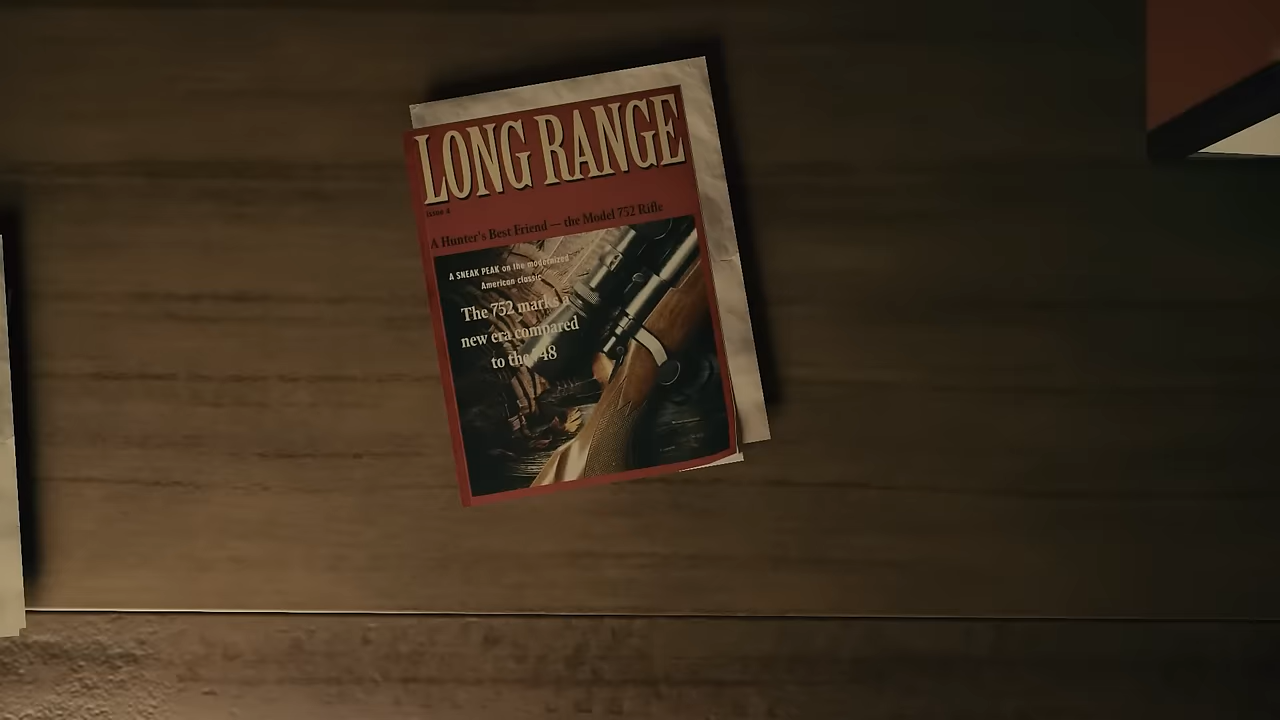 LONG RANGE
Issue 4
A Hunter's Best Friend — the Model 752 Rifle
A SNEAK PEAK on the modernized
American classic
The 752 marks a
new era compared
to the 48